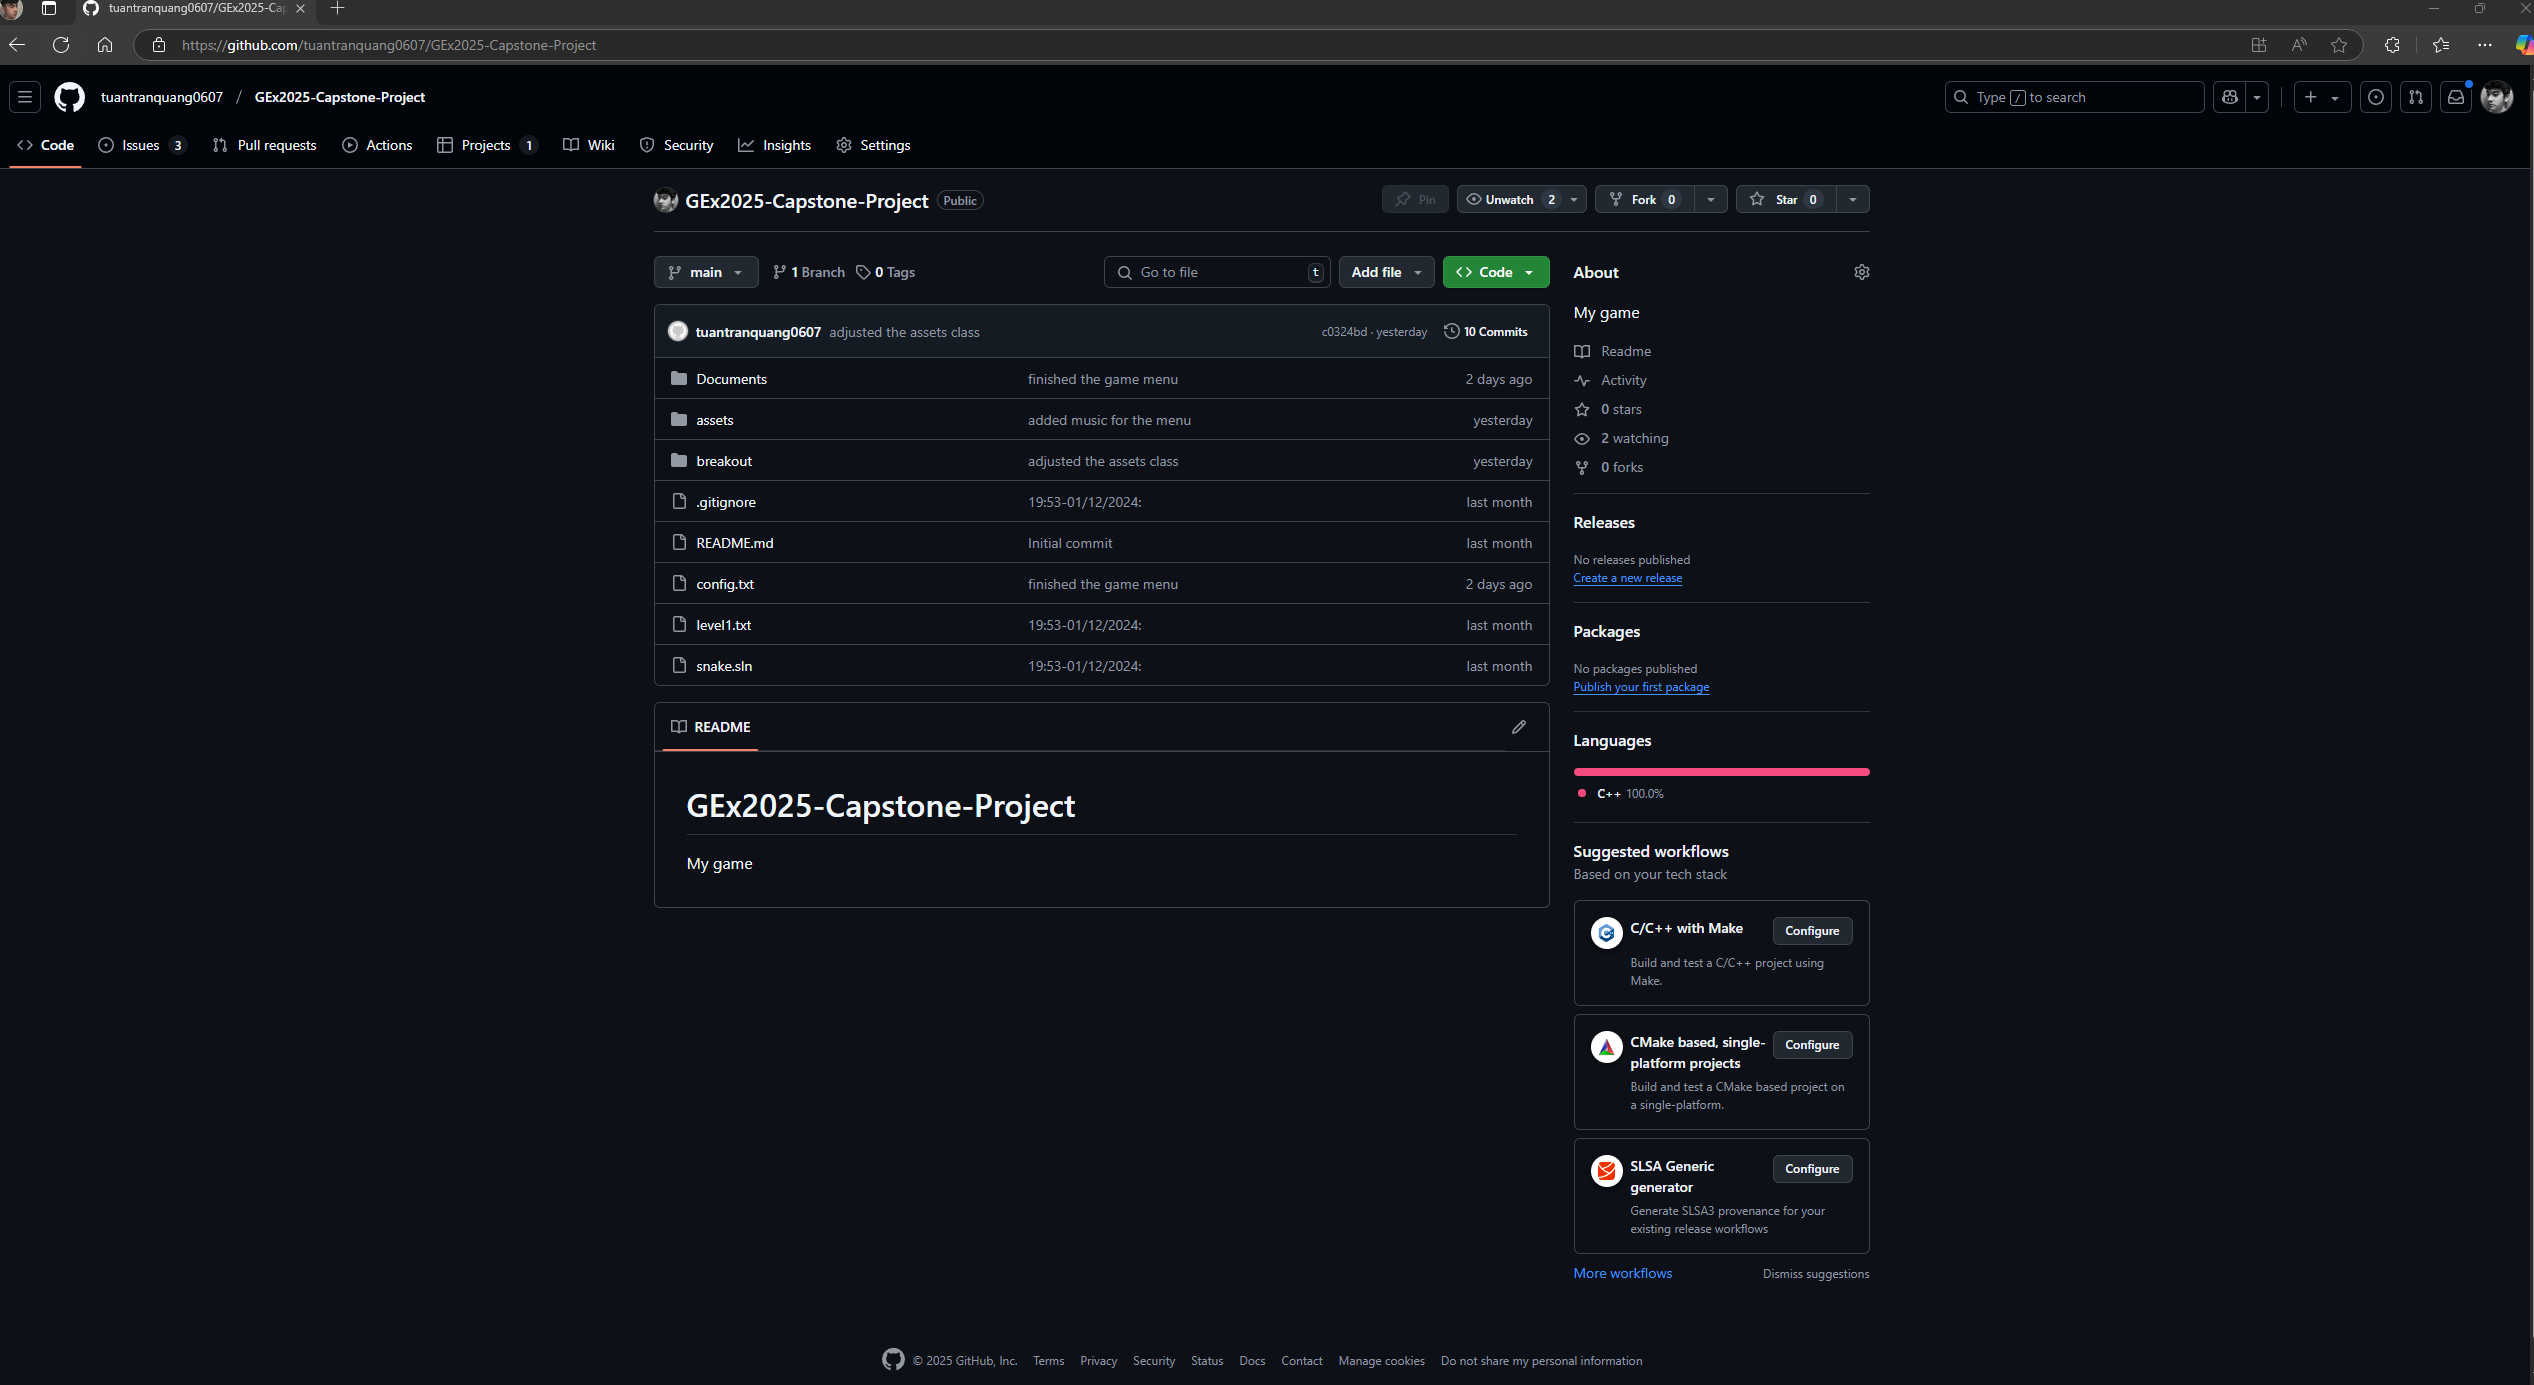 tuantranquang0607/GEx2025-Cap
https://github.com/tuantranquang0607/GEx2025-Capstone-Project
tuantranquang0607 / GEx2025-Capstone-Project
Type / to search
Code Issues 3 Pull requests Actions Projects 1 Wiki Security Insights Settings
GEx2025-Capstone-Project Public
Pin Unwatch 2 Fork 0 Star 0
main 1 Branch 0 Tags Go to file t Add file Code
tuantranquang0607 adjusted the assets class c0324bd · yesterday 10 Commits
Documents finished the game menu 2 days ago
assets added music for the menu yesterday
breakout adjusted the assets class yesterday
.gitignore 19:53-01/12/2024: last month
README.md Initial commit last month
config.txt finished the game menu 2 days ago
level1.txt 19:53-01/12/2024: last month
snake.sln 19:53-01/12/2024: last month
README
GEx2025-Capstone-Project
My game
About
My game
Readme
Activity
0 stars
2 watching
0 forks
Releases
No releases published
Create a new release
Packages
No packages published
Publish your first package
Languages
C++ 100.0%
Suggested workflows
Based on your tech stack
C/C++ with Make Configure
Build and test a C/C++ project using
Make.
CMake based, single- Configure
platform projects
Build and test a CMake based project on
a single-platform.
SLSA Generic Configure
generator
Generate SLSA3 provenance for your
existing release workflows
More workflows Dismiss suggestions
© 2025 GitHub, Inc. Terms Privacy Security Status Docs Contact Manage cookies Do not share my personal information